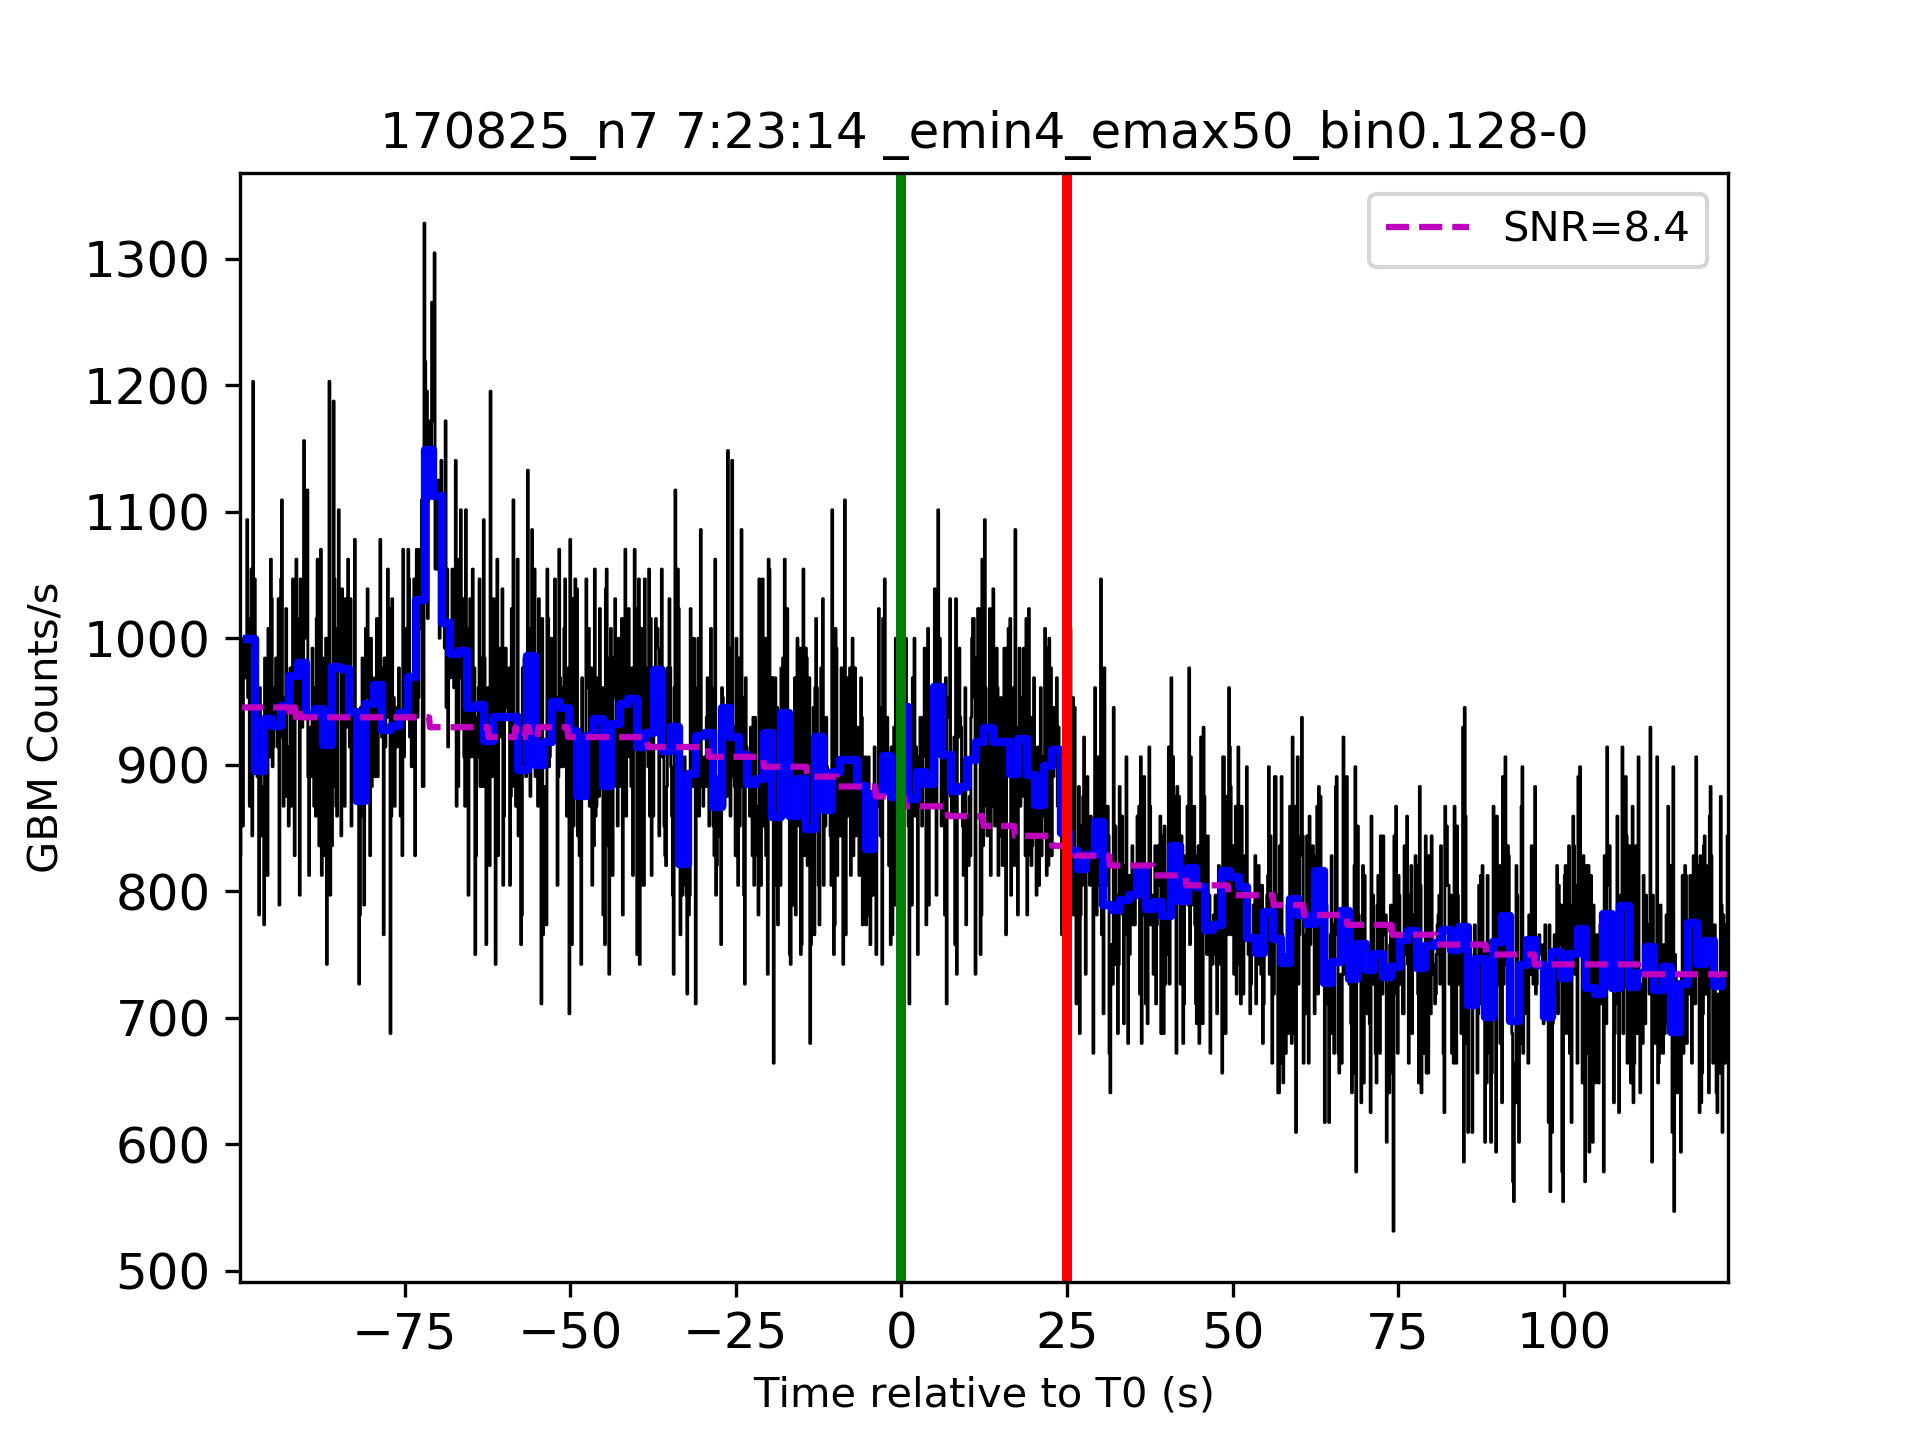 170825_n7 7:23:14 _emin4_emax50_bin0.128-0
SNR=8.4
1300
1200
1100
1000
900
800
700
600
500
GBM Counts/s
−75 −50 −25 0 25 50 75 100
Time relative to T0 (s)